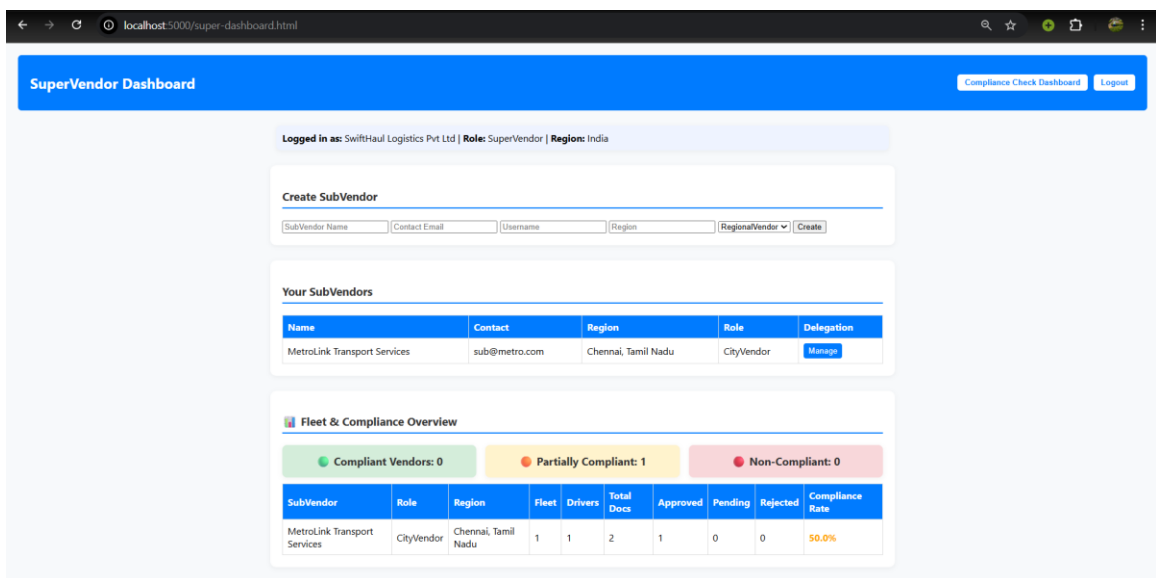 localhost:5000/super-dashboard.html
SuperVendor Dashboard
Compliance Check Dashboard Logout
Logged in as: SwiftHaul Logistics Pvt Ltd | Role: SuperVendor | Region: India
Create SubVendor
SubVendor Name Contact Email Username Region RegionalVendor Create
Your SubVendors
Name Contact Region Role Delegation
MetroLink Transport Services sub@metro.com Chennai, Tamil Nadu CityVendor Manage
Fleet & Compliance Overview
Compliant Vendors: 0 Partially Compliant: 1 Non-Compliant: 0
SubVendor Role Region Fleet Drivers Total Docs Approved Pending Rejected Compliance Rate
MetroLink Transport Services CityVendor Chennai, Tamil Nadu 1 1 2 1 0 0 50.0%